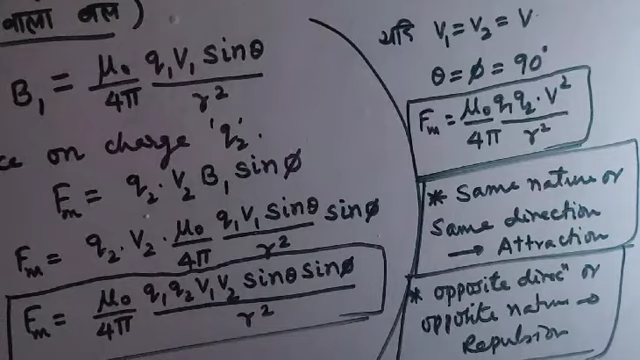 वाला बल)
B₁ = μ₀/4π q₁V₁ sinθ/r²
ce on charge 'q₂'.
Fₘ = q₂·V₂ B₁ sinϕ
Fₘ = q₂·V₂·μ₀/4π q₁V₁ sinθ/r² sinϕ
Fₘ = μ₀/4π q₁q₂V₁V₂ sinθ sinϕ/r²
यदि V₁=V₂=V
θ=ϕ=90°
Fₘ = μ₀/4π q₁q₂·V²/r²
* Same nature or
Same direction
→ Attraction
* opposite direcⁿ or
opposite nature →
Repulsion